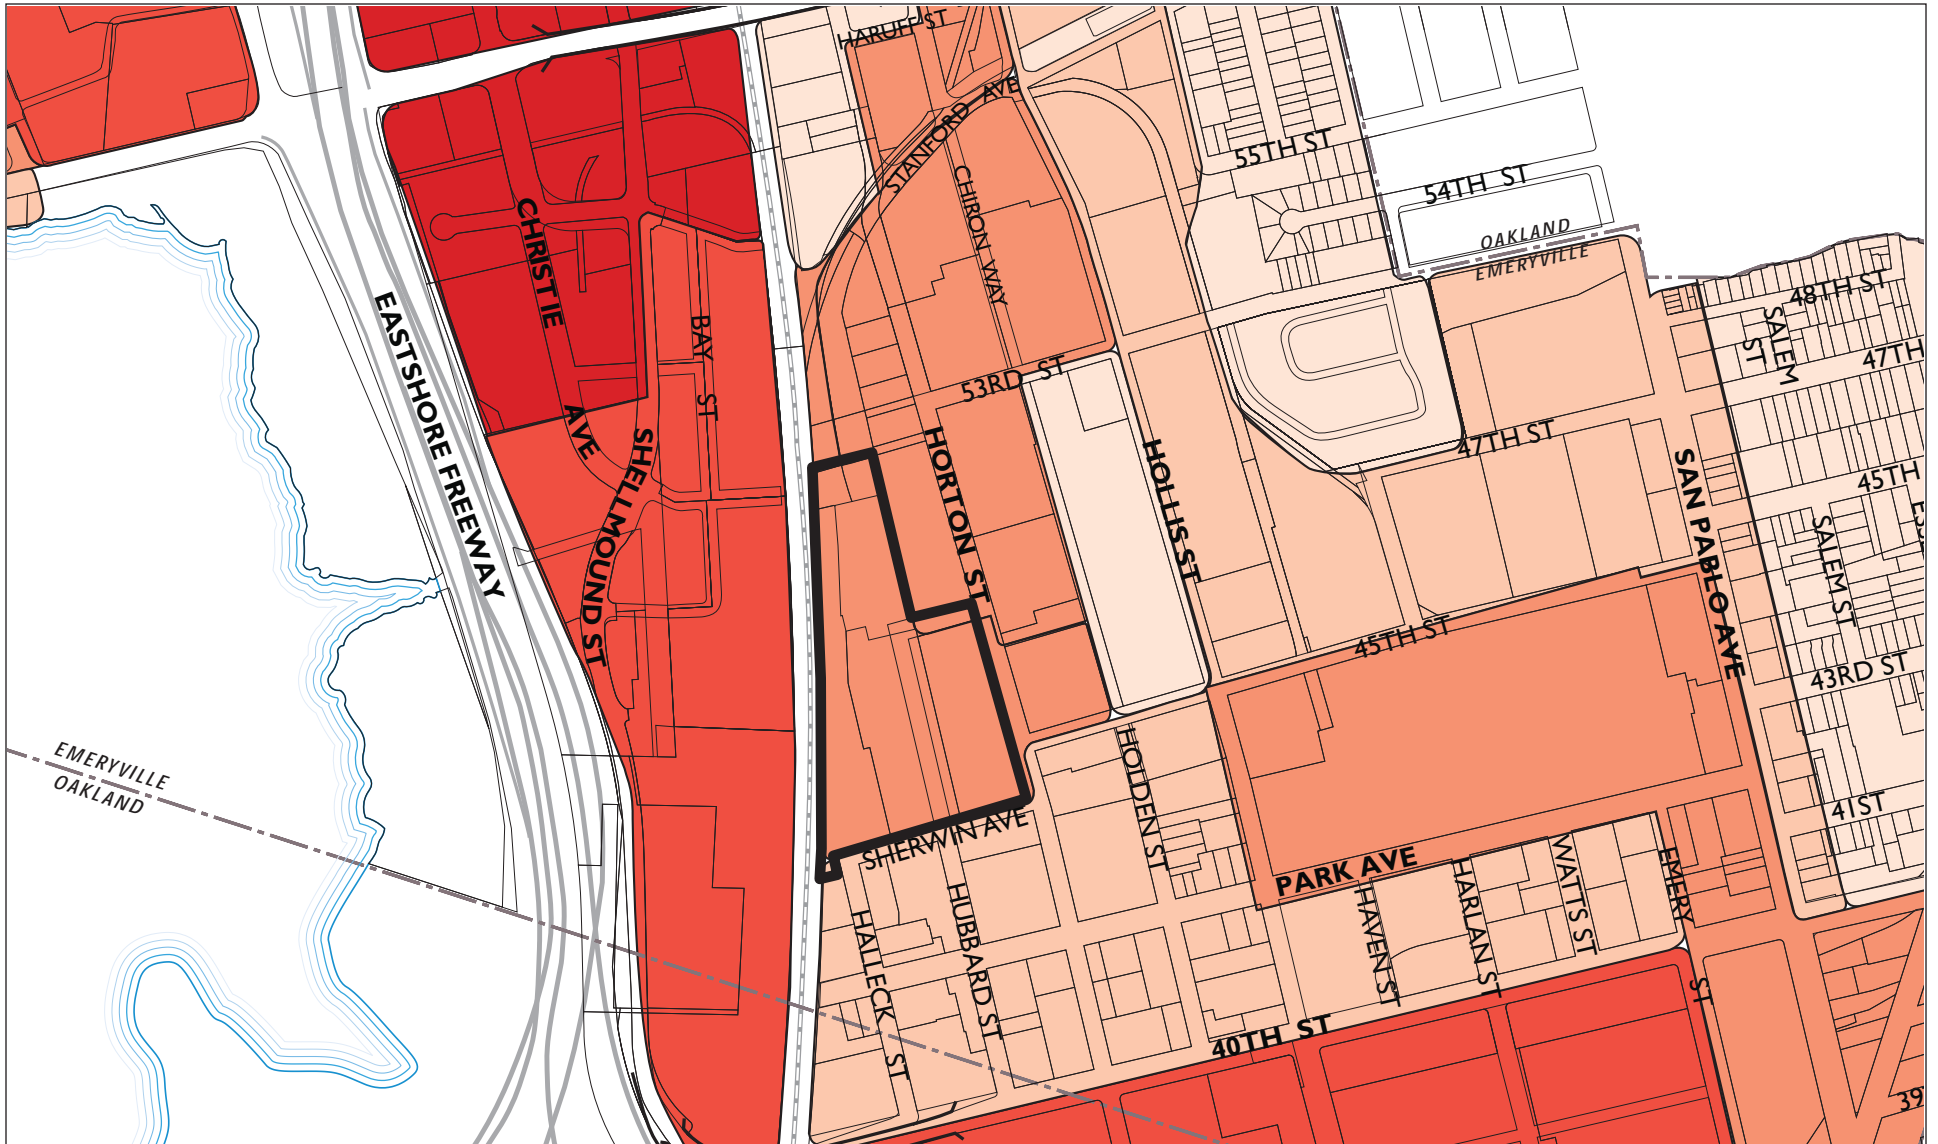 HARUFF ST
STANFORD AVE
CHIRON WAY
55TH ST
54TH ST
OAKLAND
EMERYVILLE
48TH ST
SALEM ST
47TH
CHRISTIE AVE
BAY ST
EASTSHORE FREEWAY
SHELLMOUND ST
53RD ST
HORTON ST
HOLLIS ST
47TH ST
SAN PABLO AVE
45TH
SALEM ST
45TH ST
43RD ST
EMERYVILLE
OAKLAND
HOLDEN ST
41ST
SHERWIN AVE
PARK AVE
HALLECK ST
HUBBARD ST
HAVEN ST
HARLAN ST
WATTS ST
EMERY ST
40TH ST
39